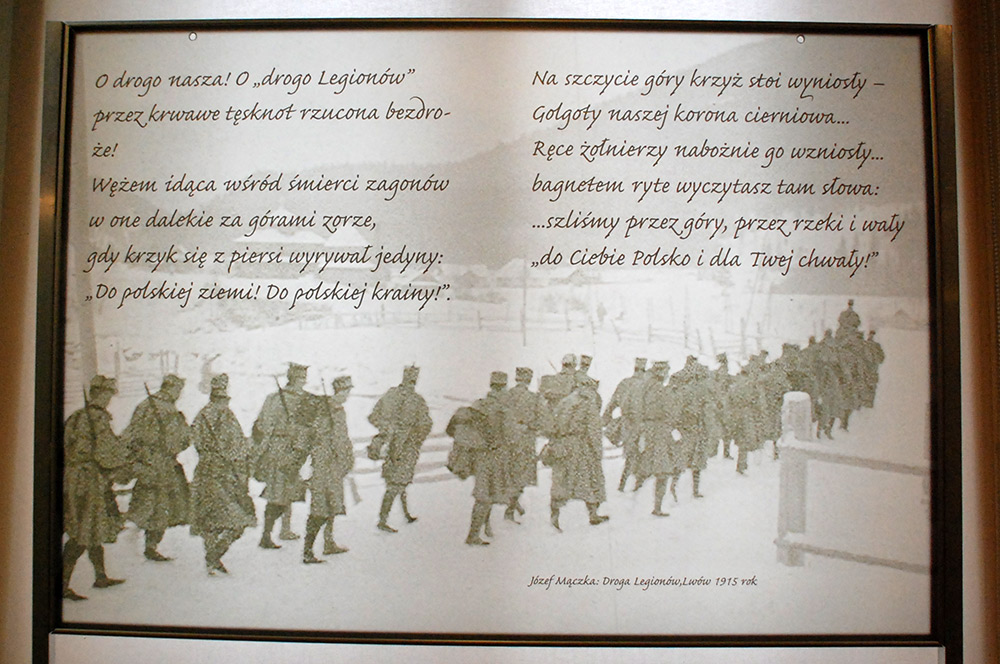 O drogo nasza! O „drogo Legionów”
przez krwawe tęsknot rzucona bezdro-
że!
Wężem idąca wśród śmierci zagonów
w one dalekie za górami zorze,
gdy krzyk się z piersi wyrywał jedyny:
„Do polskiej ziemi! Do polskiej krainy!”.
Na szczycie góry krzyż stoi wyniosły –
Golgoty naszej korona cierniowa...
Ręce żołnierzy nabożnie go wzniosły...
bagnetem ryte wyczytasz tam słowa:
...szliśmy przez góry, przez rzeki i wały
„do Ciebie Polsko i dla Twej chwały!”
Józef Mączka: Droga Legionów,Lwów 1915 rok